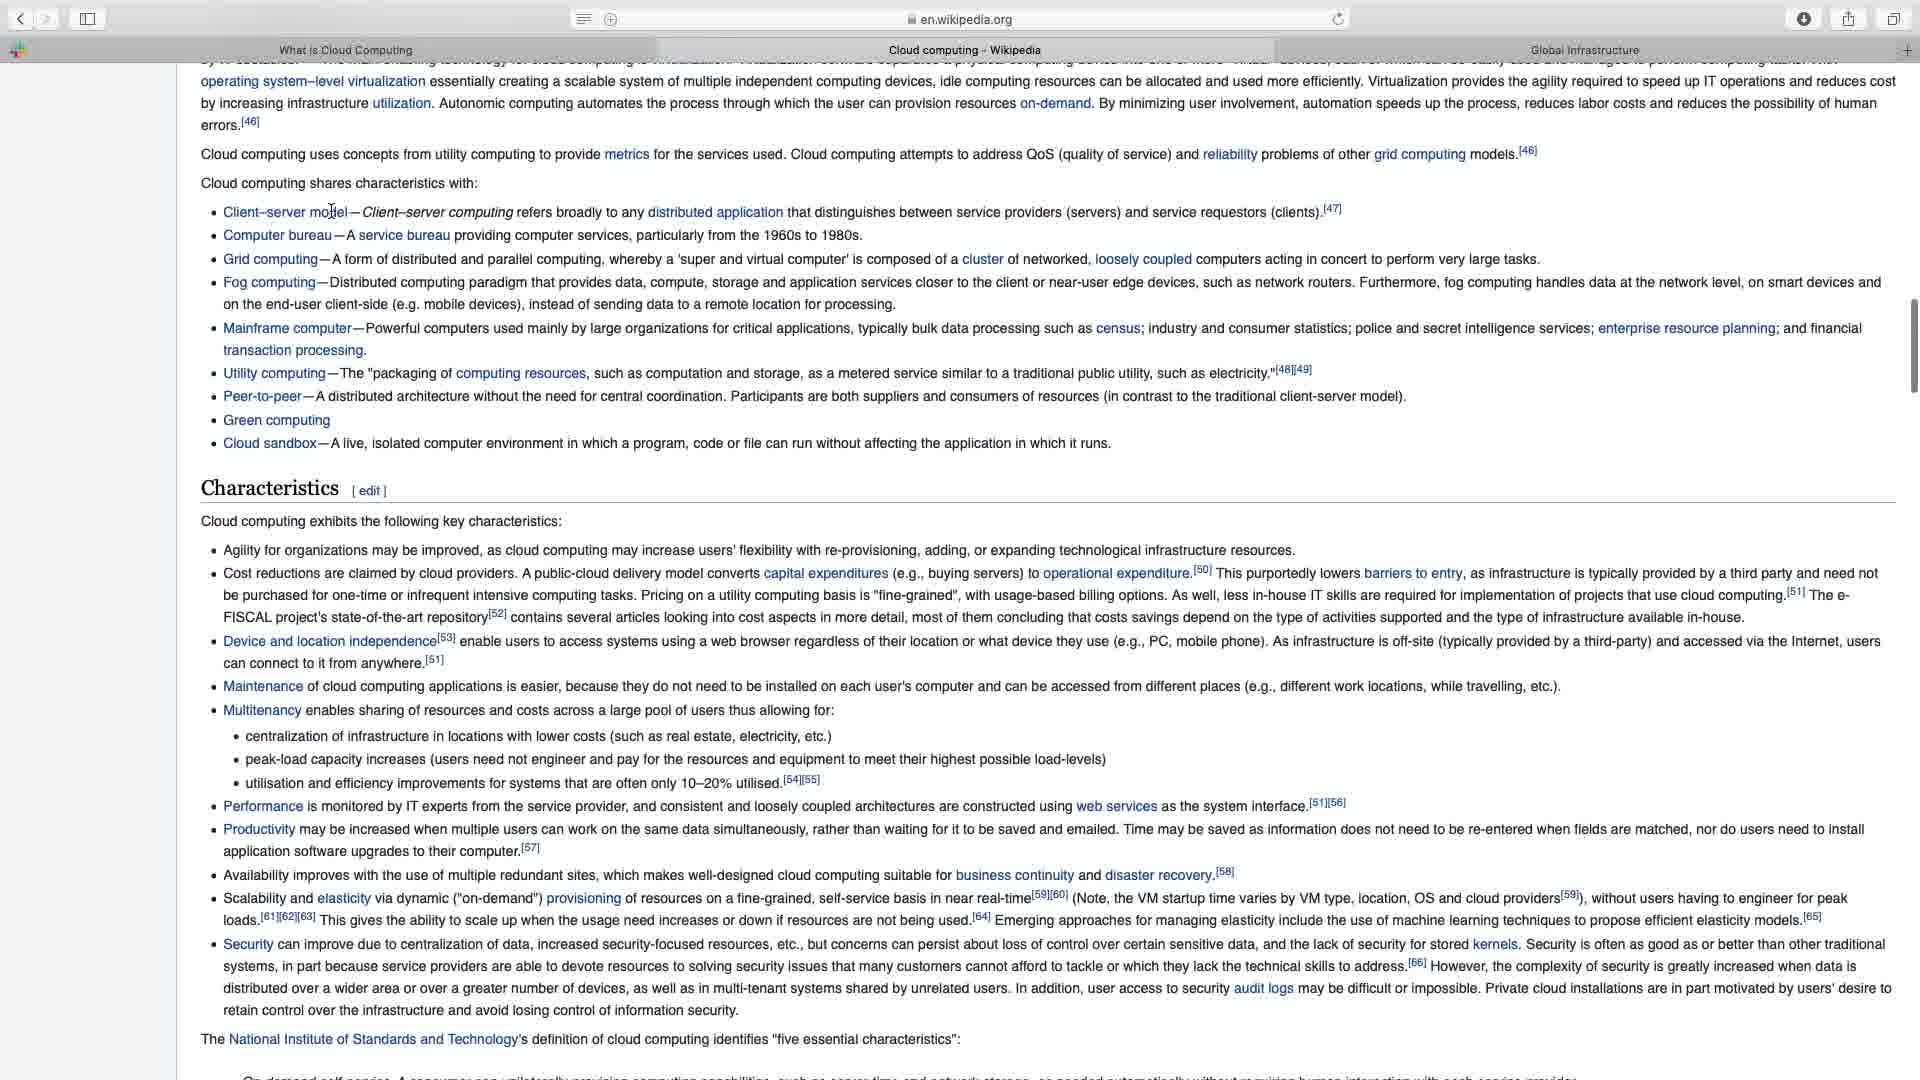 en.wikipedia.org
What is Cloud Computing
Cloud computing - Wikipedia
Global Infrastructure
operating system–level virtualization essentially creating a scalable system of multiple independent computing devices, idle computing resources can be allocated and used more efficiently. Virtualization provides the agility required to speed up IT operations and reduces cost
by increasing infrastructure utilization. Autonomic computing automates the process through which the user can provision resources on-demand. By minimizing user involvement, automation speeds up the process, reduces labor costs and reduces the possibility of human
errors.[46]
Cloud computing uses concepts from utility computing to provide metrics for the services used. Cloud computing attempts to address QoS (quality of service) and reliability problems of other grid computing models.[46]
Cloud computing shares characteristics with:
• Client–server model—Client–server computing refers broadly to any distributed application that distinguishes between service providers (servers) and service requestors (clients).[47]
• Computer bureau—A service bureau providing computer services, particularly from the 1960s to 1980s.
• Grid computing—A form of distributed and parallel computing, whereby a 'super and virtual computer' is composed of a cluster of networked, loosely coupled computers acting in concert to perform very large tasks.
• Fog computing—Distributed computing paradigm that provides data, compute, storage and application services closer to the client or near-user edge devices, such as network routers. Furthermore, fog computing handles data at the network level, on smart devices and
on the end-user client-side (e.g. mobile devices), instead of sending data to a remote location for processing.
• Mainframe computer—Powerful computers used mainly by large organizations for critical applications, typically bulk data processing such as census; industry and consumer statistics; police and secret intelligence services; enterprise resource planning; and financial
transaction processing.
• Utility computing—The "packaging of computing resources, such as computation and storage, as a metered service similar to a traditional public utility, such as electricity."[48][49]
• Peer-to-peer—A distributed architecture without the need for central coordination. Participants are both suppliers and consumers of resources (in contrast to the traditional client-server model).
• Green computing
• Cloud sandbox—A live, isolated computer environment in which a program, code or file can run without affecting the application in which it runs.
Characteristics [ edit ]
Cloud computing exhibits the following key characteristics:
• Agility for organizations may be improved, as cloud computing may increase users' flexibility with re-provisioning, adding, or expanding technological infrastructure resources.
• Cost reductions are claimed by cloud providers. A public-cloud delivery model converts capital expenditures (e.g., buying servers) to operational expenditure.[50] This purportedly lowers barriers to entry, as infrastructure is typically provided by a third party and need not
be purchased for one-time or infrequent intensive computing tasks. Pricing on a utility computing basis is "fine-grained", with usage-based billing options. As well, less in-house IT skills are required for implementation of projects that use cloud computing.[51] The e-
FISCAL project's state-of-the-art repository[52] contains several articles looking into cost aspects in more detail, most of them concluding that costs savings depend on the type of activities supported and the type of infrastructure available in-house.
• Device and location independence[53] enable users to access systems using a web browser regardless of their location or what device they use (e.g., PC, mobile phone). As infrastructure is off-site (typically provided by a third-party) and accessed via the Internet, users
can connect to it from anywhere.[51]
• Maintenance of cloud computing applications is easier, because they do not need to be installed on each user's computer and can be accessed from different places (e.g., different work locations, while travelling, etc.).
• Multitenancy enables sharing of resources and costs across a large pool of users thus allowing for:
• centralization of infrastructure in locations with lower costs (such as real estate, electricity, etc.)
• peak-load capacity increases (users need not engineer and pay for the resources and equipment to meet their highest possible load-levels)
• utilisation and efficiency improvements for systems that are often only 10–20% utilised.[54][55]
• Performance is monitored by IT experts from the service provider, and consistent and loosely coupled architectures are constructed using web services as the system interface.[51][56]
• Productivity may be increased when multiple users can work on the same data simultaneously, rather than waiting for it to be saved and emailed. Time may be saved as information does not need to be re-entered when fields are matched, nor do users need to install
application software upgrades to their computer.[57]
• Availability improves with the use of multiple redundant sites, which makes well-designed cloud computing suitable for business continuity and disaster recovery.[58]
• Scalability and elasticity via dynamic ("on-demand") provisioning of resources on a fine-grained, self-service basis in near real-time[59][60] (Note, the VM startup time varies by VM type, location, OS and cloud providers[59]), without users having to engineer for peak
loads.[61][62][63] This gives the ability to scale up when the usage need increases or down if resources are not being used.[64] Emerging approaches for managing elasticity include the use of machine learning techniques to propose efficient elasticity models.[65]
• Security can improve due to centralization of data, increased security-focused resources, etc., but concerns can persist about loss of control over certain sensitive data, and the lack of security for stored kernels. Security is often as good as or better than other traditional
systems, in part because service providers are able to devote resources to solving security issues that many customers cannot afford to tackle or which they lack the technical skills to address.[66] However, the complexity of security is greatly increased when data is
distributed over a wider area or over a greater number of devices, as well as in multi-tenant systems shared by unrelated users. In addition, user access to security audit logs may be difficult or impossible. Private cloud installations are in part motivated by users' desire to
retain control over the infrastructure and avoid losing control of information security.
The National Institute of Standards and Technology's definition of cloud computing identifies "five essential characteristics":